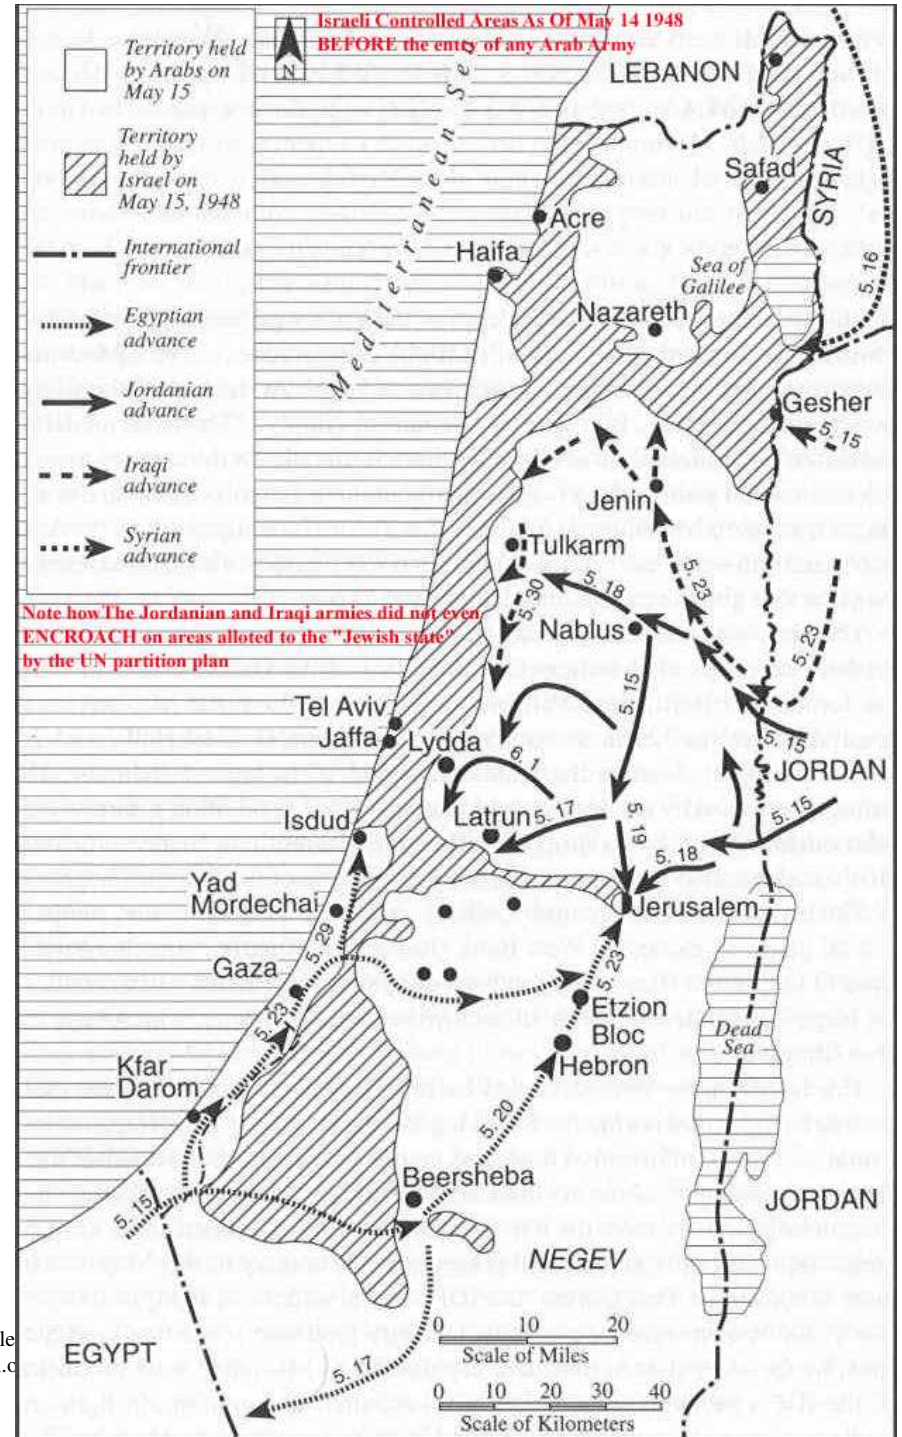 Israeli Controlled Areas As Of May 14 1948
BEFORE the entry of any Arab Army
N
Territory held
by Arabs on
May 15
Territory
held by
Israel on
May 15, 1948
International
frontier
Egyptian
advance
Jordanian
advance
Iraqi
advance
Syrian
advance
Mediterranean Sea
LEBANON
SYRIA
Safad
Acre
Haifa
Sea of
Galilee
5, 16
Nazareth
Gesher
5, 15
Jenin
Tulkarm
5, 18
5, 30
5, 23
Nablus
5, 23
Note howThe Jordanian and Iraqi armies did not even
ENCROACH on areas alloted to the "Jewish state"
by the UN partition plan
5, 15
Tel Aviv
Jaffa
Lydda
5, 15
JORDAN
5, 15
5, 17
Isdud
Latrun
5, 18
Yad
Mordechai
Jerusalem
5, 29
5, 23
Gaza
5, 22
Etzion
Bloc
Dead
Sea
Hebron
Kfar
Darom
5, 20
Beersheba
5, 15
JORDAN
NEGEV
0 10 20
Scale of Miles
EGYPT
5, 17
0 10 20 30 40
Scale of Kilometers
le